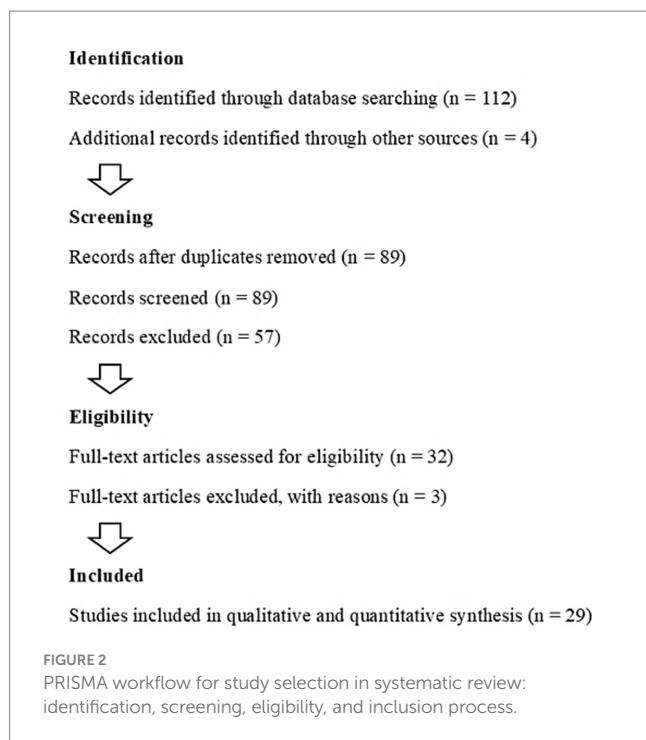 Identification
Records identified through database searching (n = 112)
Additional records identified through other sources (n = 4)
Screening
Records after duplicates removed (n = 89)
Records screened (n = 89)
Records excluded (n = 57)
Eligibility
Full-text articles assessed for eligibility (n = 32)
Full-text articles excluded, with reasons (n = 3)
Included
Studies included in qualitative and quantitative synthesis (n = 29)
FIGURE 2
PRISMA workflow for study selection in systematic review:
identification, screening, eligibility, and inclusion process.